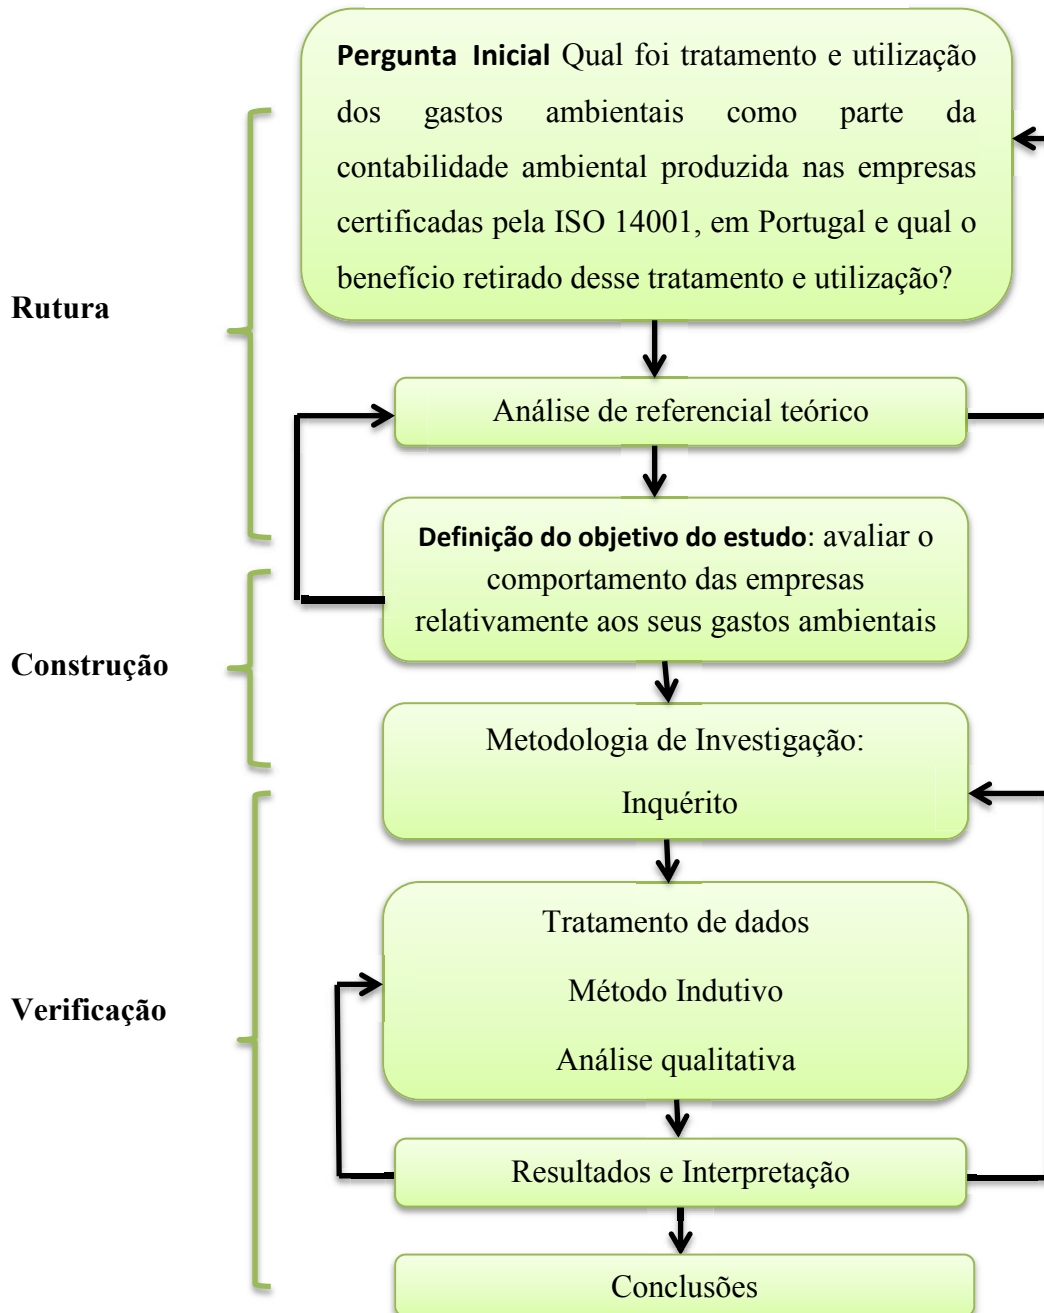 Pergunta Inicial Qual foi tratamento e utilização
dos gastos ambientais como parte da
contabilidade ambiental produzida nas empresas
certificadas pela ISO 14001, em Portugal e qual o
benefício retirado desse tratamento e utilização?
Rutura
Análise de referencial teórico
Definição do objetivo do estudo: avaliar o
comportamento das empresas
relativamente aos seus gastos ambientais
Construção
Metodologia de Investigação:
Inquérito
Tratamento de dados
Método Indutivo
Verificação
Análise qualitativa
Resultados e Interpretação
Conclusões